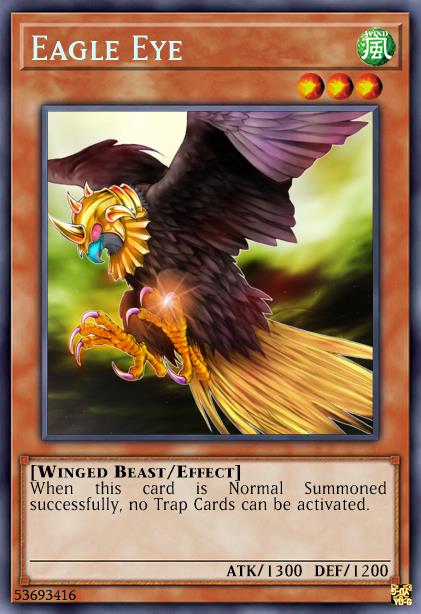 Eagle Eye
WIND
風
[Winged Beast/Effect]
When this card is Normal Summoned
successfully, no Trap Cards can be activated.
ATK/1300 DEF/1200
53693416